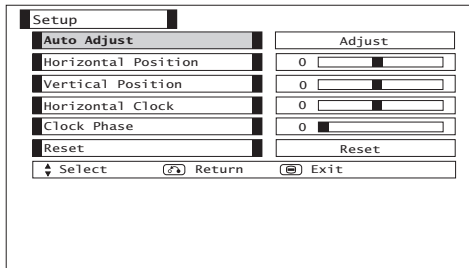 Setup
Auto Adjust Adjust
Horizontal Position 0
Vertical Position 0
Horizontal Clock 0
Clock Phase 0
Reset Reset
Select Return Exit